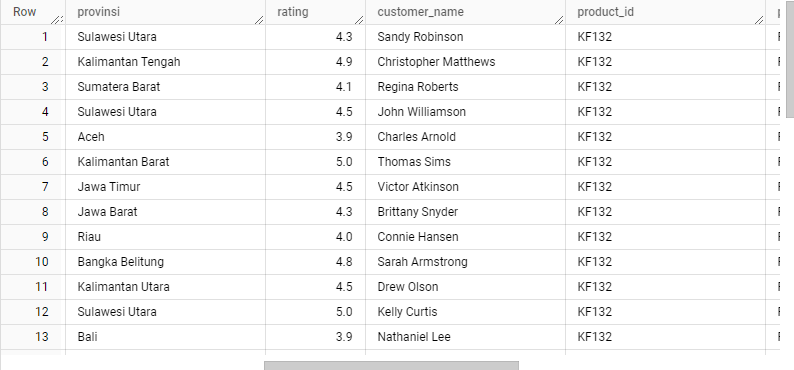 Row provinsi rating customer_name product_id
1 Sulawesi Utara 4.3 Sandy Robinson KF132
2 Kalimantan Tengah 4.9 Christopher Matthews KF132
3 Sumatera Barat 4.1 Regina Roberts KF132
4 Sulawesi Utara 4.5 John Williamson KF132
5 Aceh 3.9 Charles Arnold KF132
6 Kalimantan Barat 5.0 Thomas Sims KF132
7 Jawa Timur 4.5 Victor Atkinson KF132
8 Jawa Barat 4.3 Brittany Snyder KF132
9 Riau 4.0 Connie Hansen KF132
10 Bangka Belitung 4.8 Sarah Armstrong KF132
11 Kalimantan Utara 4.5 Drew Olson KF132
12 Sulawesi Utara 5.0 Kelly Curtis KF132
13 Bali 3.9 Nathaniel Lee KF132